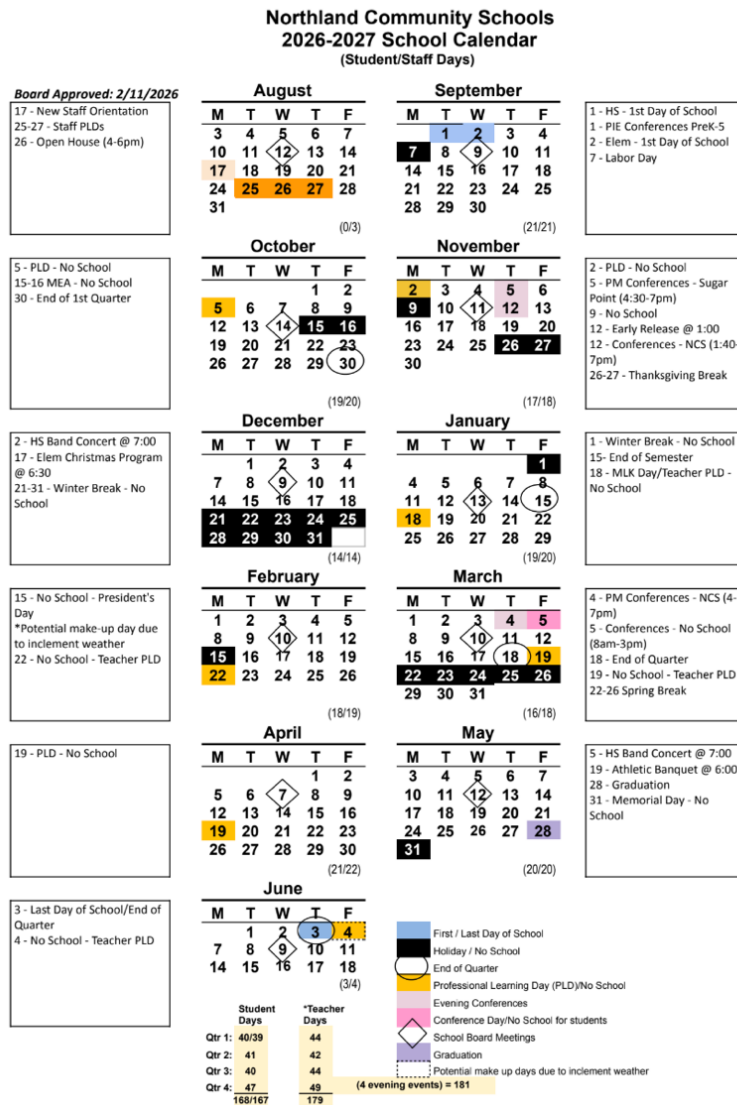 Northland Community Schools
2026-2027 School Calendar
(Student/Staff Days)
Board Approved: 2/11/2026
17 - New Staff Orientation
25-27 - Staff PLDs
26 - Open House (4-6pm)
August
M T W T F
3 4 5 6 7
10 11 12 13 14
17 18 19 20 21
24 25 26 27 28
31
(0/3)
September
M T W T F
1 2 3 4
7 8 9 10 11
14 15 16 17 18
21 22 23 24 25
28 29 30
(21/21)
1 - HS - 1st Day of School
1 - PIE Conferences PreK-5
2 - Elem - 1st Day of School
7 - Labor Day
5 - PLD - No School
15-16 MEA - No School
30 - End of 1st Quarter
October
M T W T F
1 2
5 6 7 8 9
12 13 14 15 16
19 20 21 22 23
26 27 28 29 30
(19/20)
November
M T W T F
2 3 4 5 6
9 10 11 12 13
16 17 18 19 20
23 24 25 26 27
30
(17/18)
2 - PLD - No School
5 - PM Conferences - Sugar
Point (4:30-7pm)
9 - No School
12 - Early Release @ 1:00
12 - Conferences - NCS (1:40-
7pm)
26-27 - Thanksgiving Break
2 - HS Band Concert @ 7:00
17 - Elem Christmas Program
@ 6:30
21-31 - Winter Break - No
School
December
M T W T F
1 2 3 4
7 8 9 10 11
14 15 16 17 18
21 22 23 24 25
28 29 30 31
(14/14)
January
M T W T F
1
4 5 6 7 8
11 12 13 14 15
18 19 20 21 22
25 26 27 28 29
(19/20)
1 - Winter Break - No School
15- End of Semester
18 - MLK Day/Teacher PLD -
No School
15 - No School - President's
Day
*Potential make-up day due
to inclement weather
22 - No School - Teacher PLD
February
M T W T F
1 2 3 4 5
8 9 10 11 12
15 16 17 18 19
22 23 24 25 26
(18/19)
March
M T W T F
1 2 3 4 5
8 9 10 11 12
15 16 17 18 19
22 23 24 25 26
29 30 31
(16/18)
4 - PM Conferences - NCS (4-
7pm)
5 - Conferences - No School
(8am-3pm)
18 - End of Quarter
19 - No School - Teacher PLD
22-26 Spring Break
19 - PLD - No School
April
M T W T F
1 2
5 6 7 8 9
12 13 14 15 16
19 20 21 22 23
26 27 28 29 30
(21/22)
May
M T W T F
3 4 5 6 7
10 11 12 13 14
17 18 19 20 21
24 25 26 27 28
31
(20/20)
5 - HS Band Concert @ 7:00
19 - Athletic Banquet @ 6:00
28 - Graduation
31 - Memorial Day - No
School
3 - Last Day of School/End of
Quarter
4 - No School - Teacher PLD
June
M T W T F
1 2 3 4
7 8 9 10 11
14 15 16 17 18
(3/4)
First / Last Day of School
Holiday / No School
End of Quarter
Professional Learning Day (PLD)/No School
Evening Conferences
Conference Day/No School for students
School Board Meetings
Graduation
Potential make up days due to inclement weather
Student Days *Teacher Days
Qtr 1: 40/39 44
Qtr 2: 41 42
Qtr 3: 40 44
Qtr 4: 47 49 (4 evening events) = 181
168/167 179